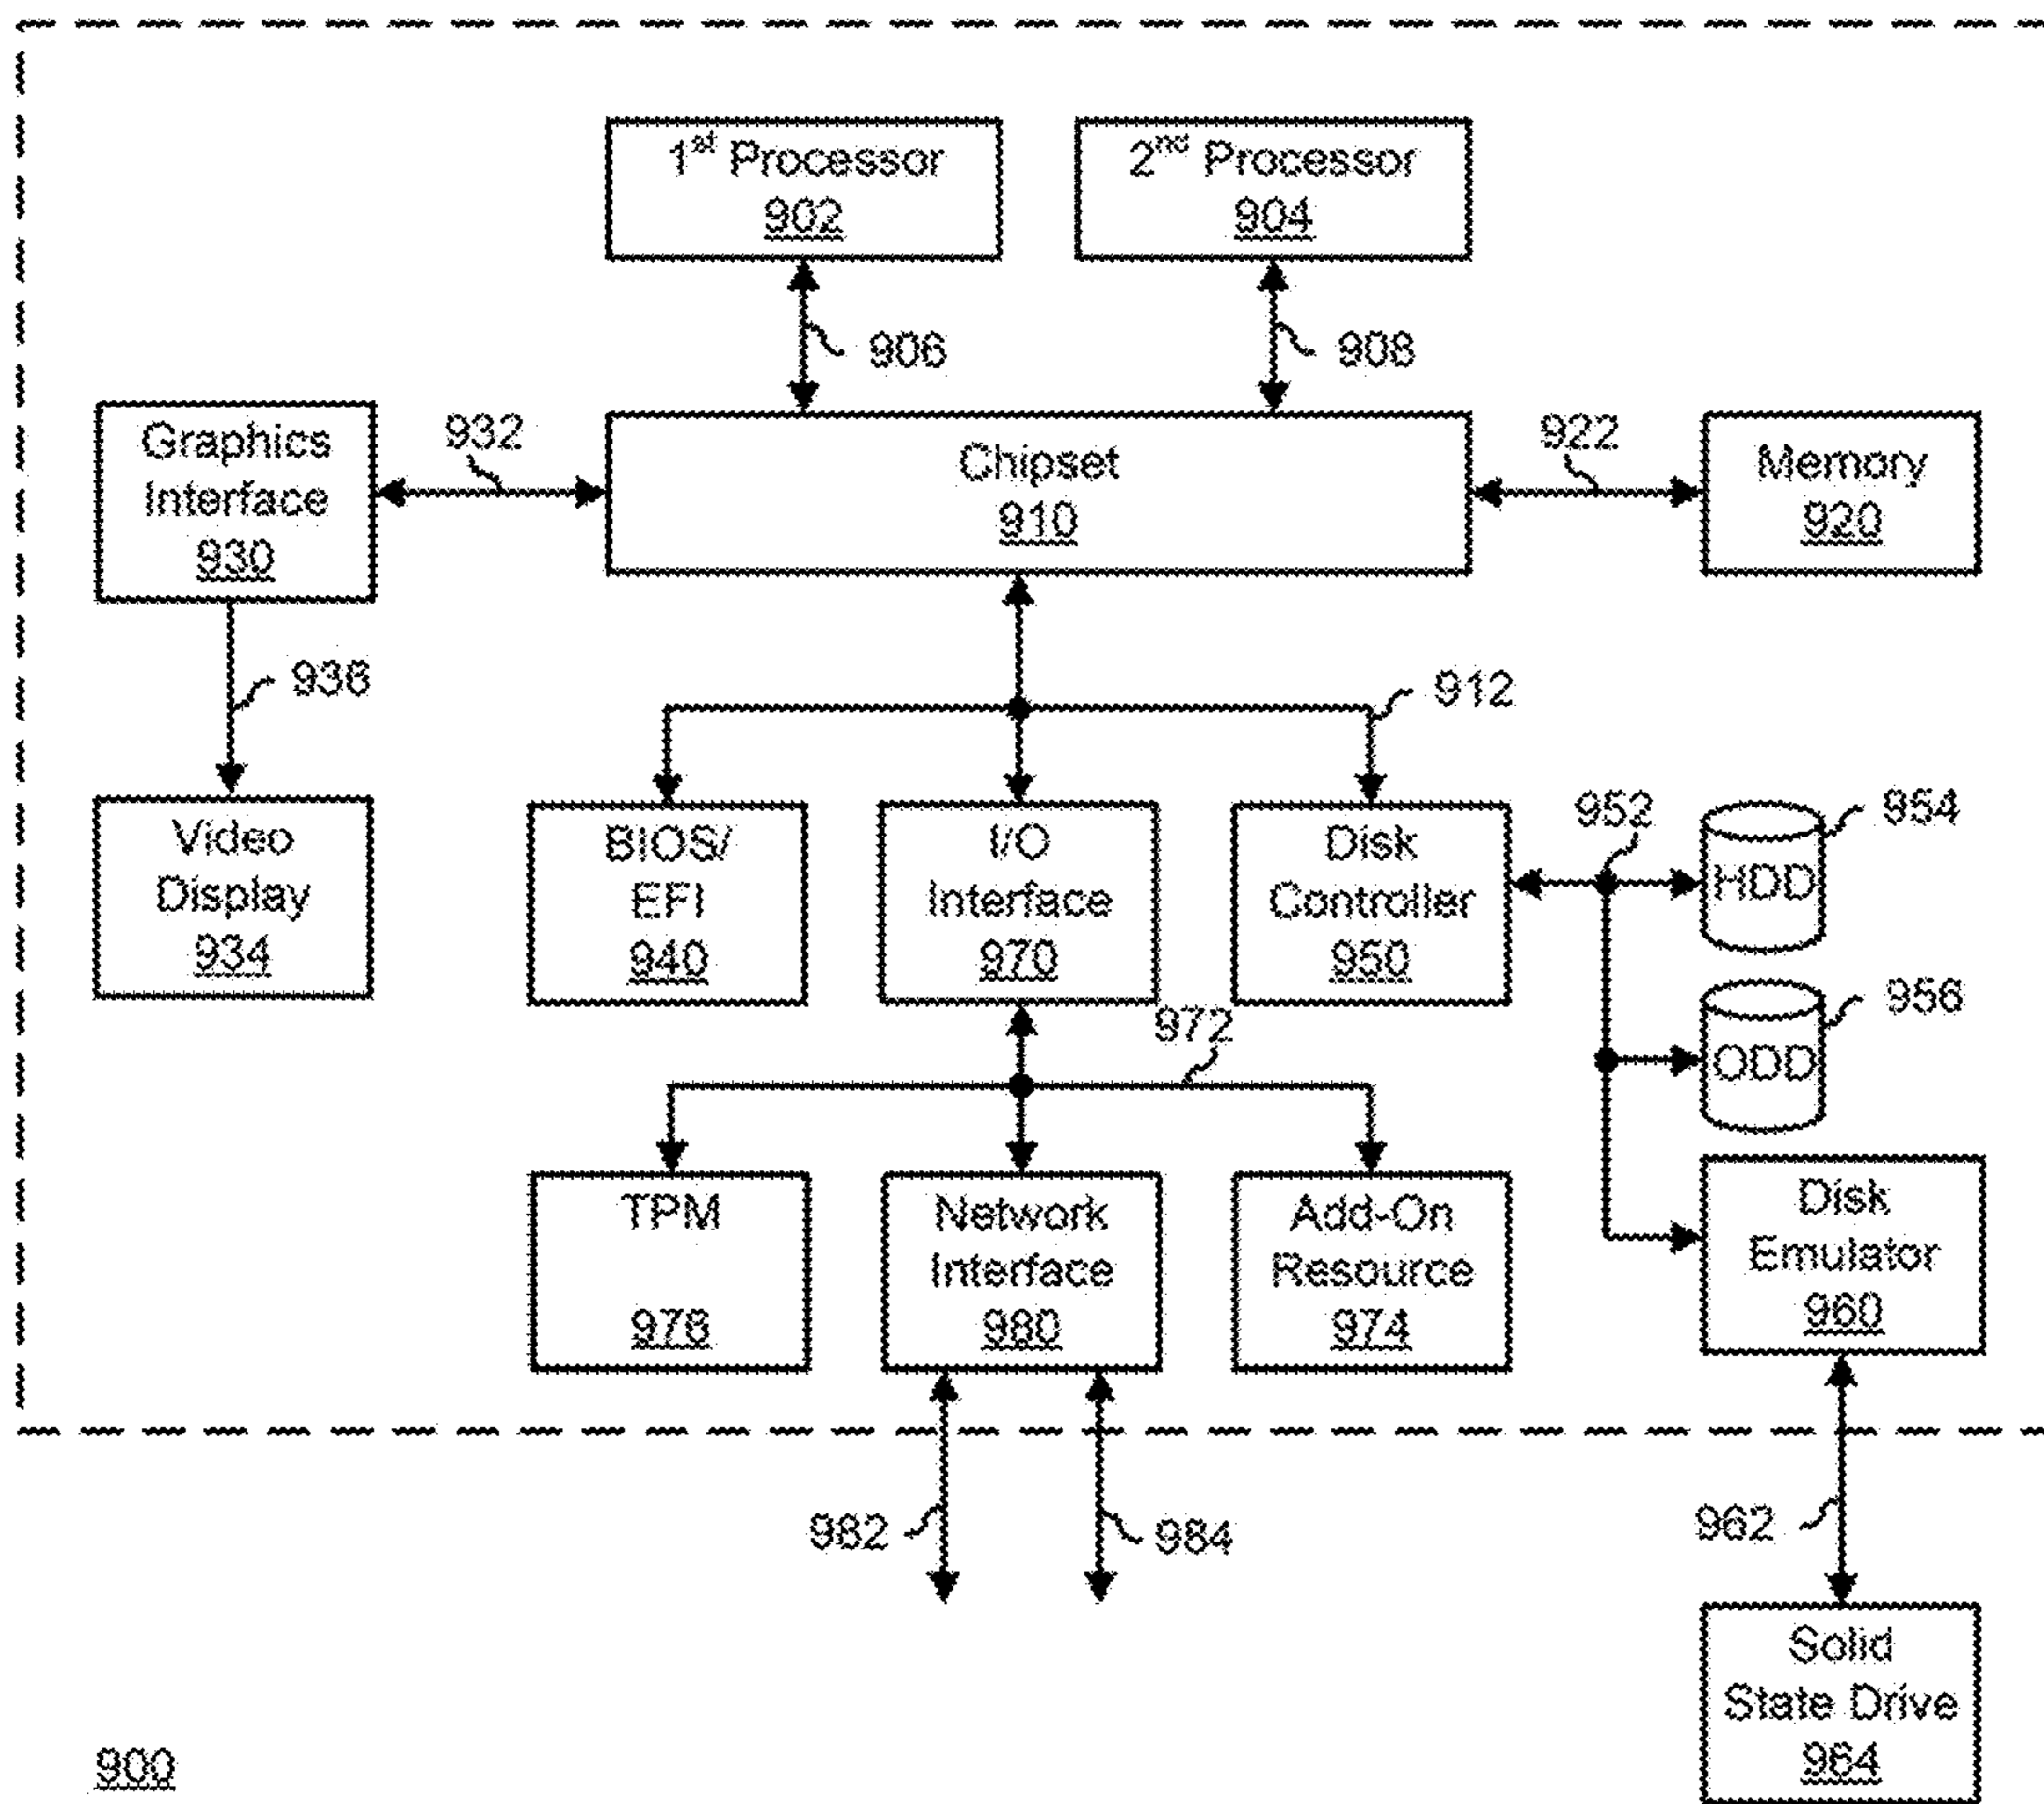 1st Processor
902
2nd Processor
904
906
908
Graphics
Interface
930
932
Chipset
910
922
Memory
920
936
912
Video
Display
934
BIOS/
EFI
940
I/O
Interface
970
Disk
Controller
950
952
954
HDD
956
ODD
972
TPM
976
Network
Interface
980
Add-On
Resource
974
Disk
Emulator
960
982
984
962
Solid
State Drive
964
900